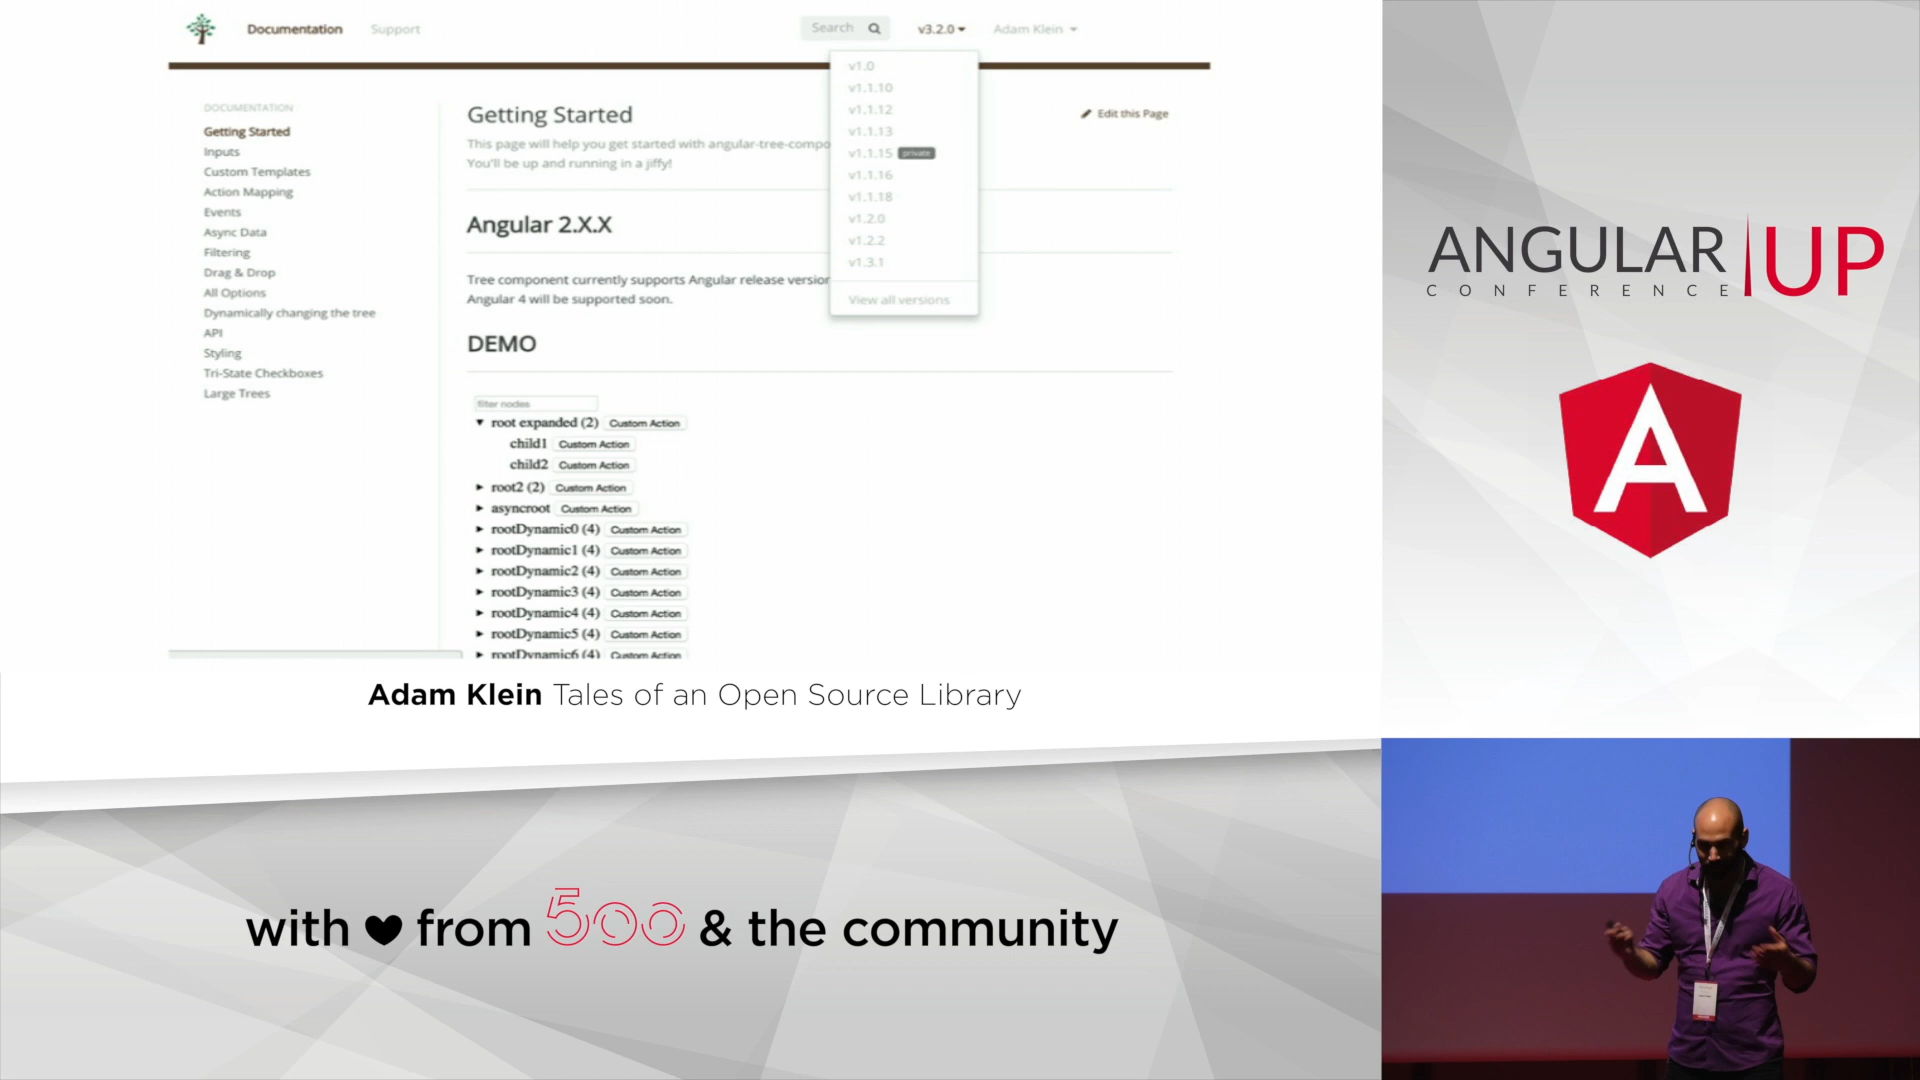 Documentation
Support
Search
v3.2.0
Adam Klein
v1.0
v1.1.10
v1.1.12
v1.1.13
v1.1.15 private
v1.1.16
v1.1.18
v1.2.0
v1.2.2
v1.3.1
View all versions
DOCUMENTATION
Getting Started
Inputs
Custom Templates
Action Mapping
Events
Async Data
Filtering
Drag & Drop
All Options
Dynamically changing the tree
API
Styling
Tri-State Checkboxes
Large Trees
Getting Started
Edit this Page
This page will help you get started with angular-tree-compo
You'll be up and running in a jiffy!
Angular 2.X.X
Tree component currently supports Angular release version
Angular 4 will be supported soon.
DEMO
filter nodes
root expanded (2) Custom Action
child1 Custom Action
child2 Custom Action
root2 (2) Custom Action
asyncroot Custom Action
rootDynamic0 (4) Custom Action
rootDynamic1 (4) Custom Action
rootDynamic2 (4) Custom Action
rootDynamic3 (4) Custom Action
rootDynamic4 (4) Custom Action
rootDynamic5 (4) Custom Action
rootDynamic6 (4) Custom Action
Adam Klein Tales of an Open Source Library
with ♥ from 500 & the community
ANGULAR UP
CONFERENCE
A